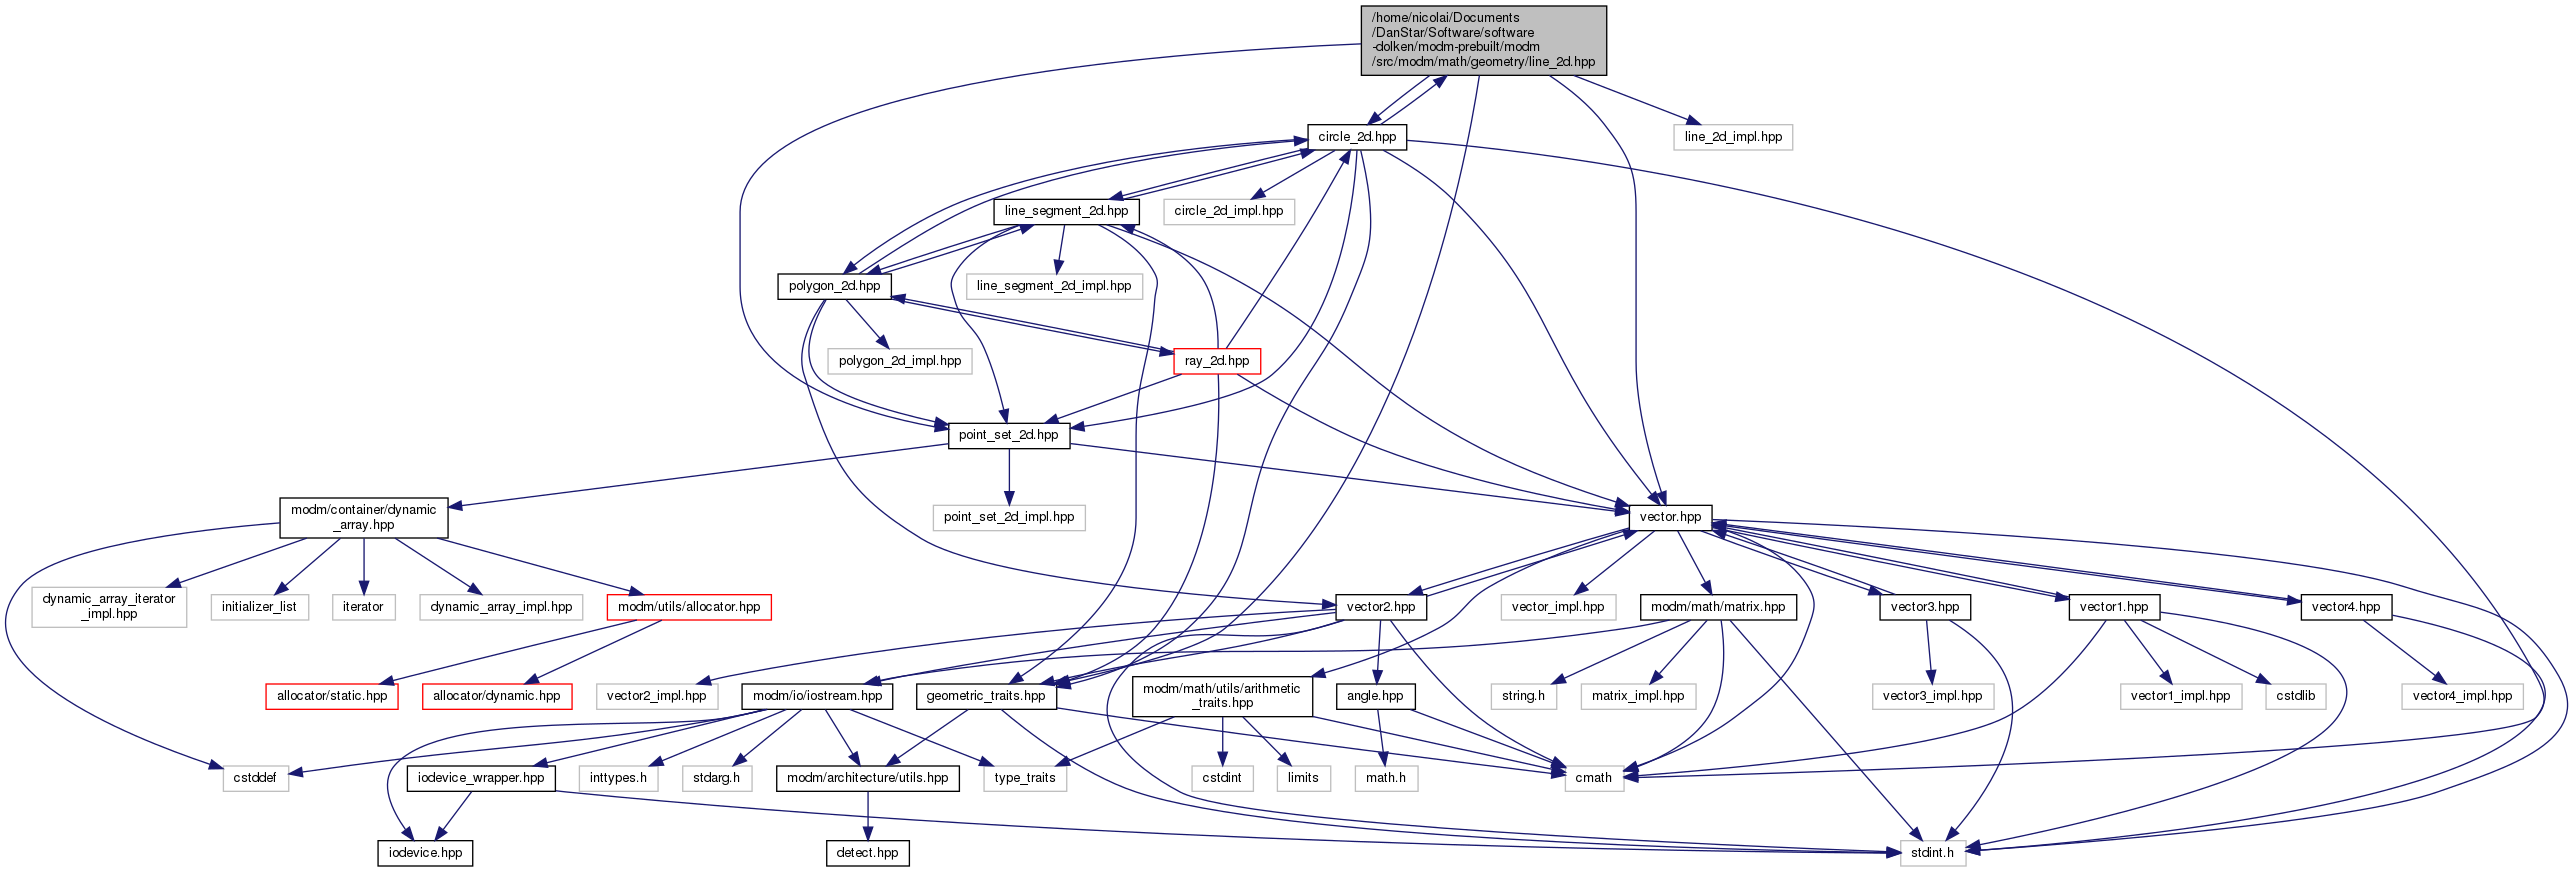 /home/nicolai/Documents
/DanStar/Software/software
-dolken/modm-prebuilt/modm
/src/modm/math/geometry/line_2d.hpp
circle_2d.hpp
line_2d_impl.hpp
line_segment_2d.hpp
circle_2d_impl.hpp
polygon_2d.hpp
line_segment_2d_impl.hpp
polygon_2d_impl.hpp
ray_2d.hpp
point_set_2d.hpp
modm/container/dynamic
_array.hpp
point_set_2d_impl.hpp
vector.hpp
dynamic_array_iterator
_impl.hpp
initializer_list
iterator
dynamic_array_impl.hpp
modm/utils/allocator.hpp
vector2.hpp
vector_impl.hpp
modm/math/matrix.hpp
vector3.hpp
vector1.hpp
vector4.hpp
allocator/static.hpp
allocator/dynamic.hpp
vector2_impl.hpp
modm/io/iostream.hpp
geometric_traits.hpp
modm/math/utils/arithmetic
_traits.hpp
angle.hpp
string.h
matrix_impl.hpp
vector3_impl.hpp
vector1_impl.hpp
cstdlib
vector4_impl.hpp
cstddef
iodevice_wrapper.hpp
inttypes.h
stdarg.h
modm/architecture/utils.hpp
type_traits
cstdint
limits
math.h
cmath
iodevice.hpp
detect.hpp
stdint.h